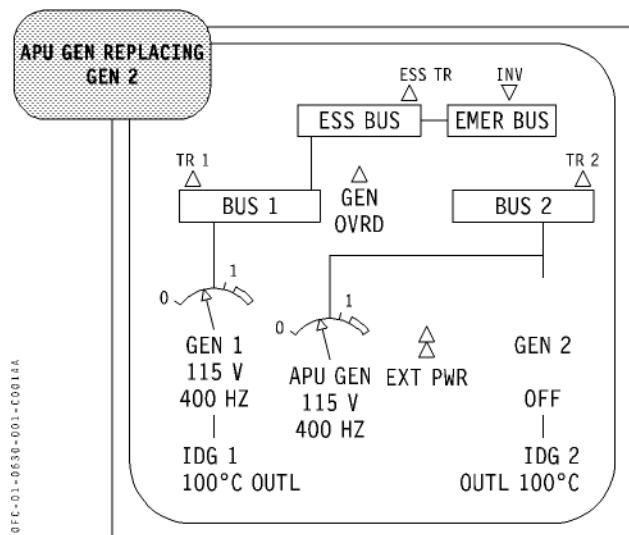 APU GEN REPLACING
GEN 2
ESS TR
INV
ESS BUS
EMER BUS
TR 1
TR 2
BUS 1
GEN
OVRD
BUS 2
0
1
0
1
GEN 1
115 V
400 HZ
APU GEN
115 V
400 HZ
EXT PWR
GEN 2
OFF
IDG 1
100°C OUTL
IDG 2
OUTL 100°C
0FC-01-0630-001-E001AA